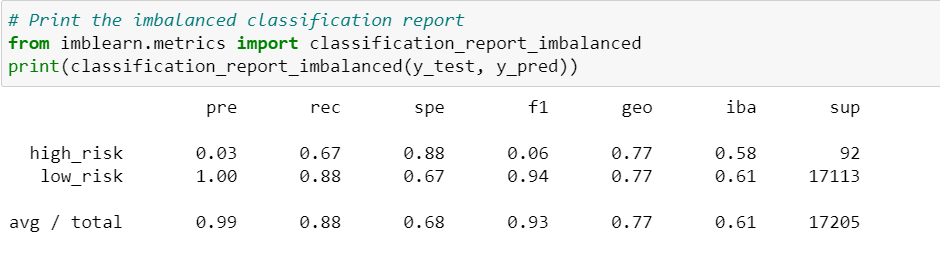 # Print the imbalanced classification report
from imblearn.metrics import classification_report_imbalanced
print(classification_report_imbalanced(y_test, y_pred))
pre rec spe f1 geo iba sup
high_risk 0.03 0.67 0.88 0.06 0.77 0.58 92
low_risk 1.00 0.88 0.67 0.94 0.77 0.61 17113
avg / total 0.99 0.88 0.68 0.93 0.77 0.61 17205